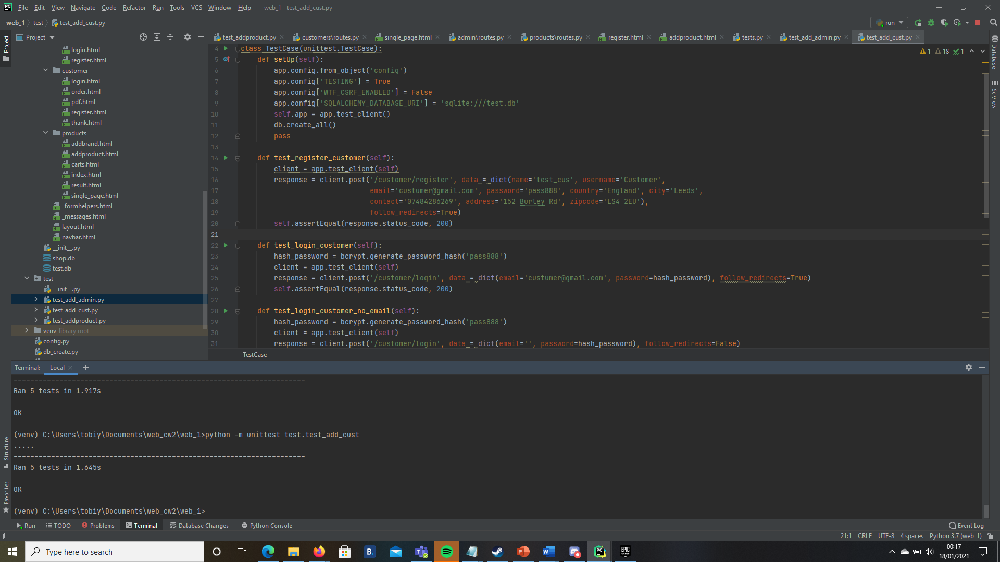 File Edit View Navigate Code Refactor Run Tools VCS Window Help web_1 - test_add_cust.py
web_1 test test_add_cust.py run
Project test_addproduct.py customers\routes.py single_page.html admin\routes.py products\routes.py register.html addproduct.html tests.py test_add_admin.py test_add_cust.py
Project
Database
SciView
Structure
Favorites
login.html
register.html
customer
login.html
order.html
pdf.html
register.html
thank.html
products
addbrand.html
addproduct.html
carts.html
index.html
result.html
single_page.html
_formhelpers.html
_messages.html
layout.html
navbar.html
__init__.py
shop.db
test.db
test
__init__.py
test_add_admin.py
test_add_cust.py
test_addproduct.py
venv library root
config.py
db_create.py
1 18 1
4 class TestCase(unittest.TestCase):
5 def setUp(self):
6 app.config.from_object('config')
7 app.config['TESTING'] = True
8 app.config['WTF_CSRF_ENABLED'] = False
9 app.config['SQLALCHEMY_DATABASE_URI'] = 'sqlite:///test.db'
10 self.app = app.test_client()
11 db.create_all()
12 pass
13
14 def test_register_customer(self):
15 client = app.test_client(self)
16 response = client.post('/customer/register', data = dict(name='test_cus', username='Customer',
17 email='custumer@gmail.com', password='pass888', country='England', city='Leeds',
18 contact='07484286269', address='152 Burley Rd', zipcode='LS4 2EU'),
19 follow_redirects=True)
20 self.assertEqual(response.status_code, 200)
21
22 def test_login_customer(self):
23 hash_password = bcrypt.generate_password_hash('pass888')
24 client = app.test_client(self)
25 response = client.post('/customer/login', data = dict(email='custumer@gmail.com', password=hash_password), follow_redirects=True)
26 self.assertEqual(response.status_code, 200)
27
28 def test_login_customer_no_email(self):
29 hash_password = bcrypt.generate_password_hash('pass888')
30 client = app.test_client(self)
31 response = client.post('/customer/login', data = dict(email='', password=hash_password), follow_redirects=False)
TestCase
Terminal: Local +
----------------------------------------------------------------------
Ran 5 tests in 1.917s
OK
(venv) C:\Users\tobiy\Documents\web_cw2\web_1>python -m unittest test.test_add_cust
.....
----------------------------------------------------------------------
Ran 5 tests in 1.645s
OK
(venv) C:\Users\tobiy\Documents\web_cw2\web_1>
Run TODO Problems Terminal Database Changes Python Console Event Log
21:1 CRLF UTF-8 4 spaces Python 3.7 (web_1)
Type here to search
00:17
18/01/2021